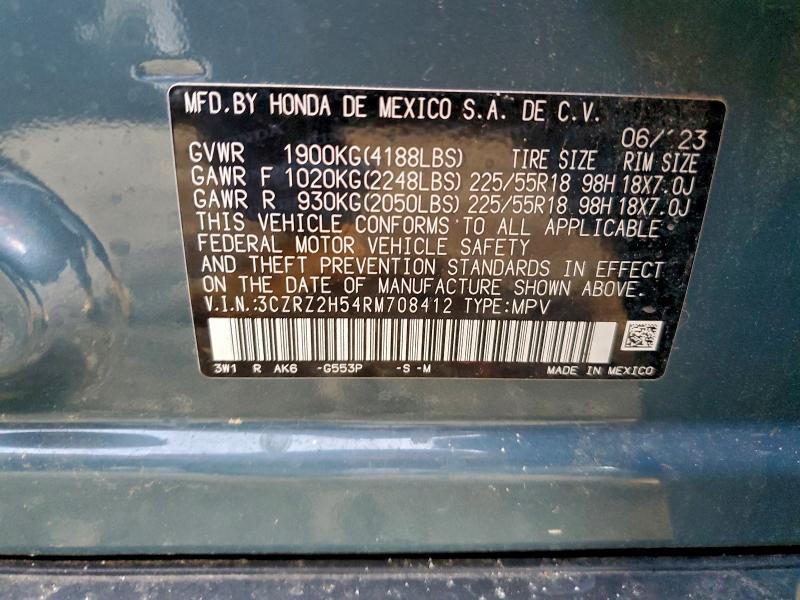 MFD. BY HONDA DE MEXICO S.A. DE C.V.
06/ 23
GVWR 1900KG(4188LBS) TIRE SIZE RIM SIZE
GAWR F 1020KG(2248LBS) 225/55R18 98H 18X7.0J
GAWR R 930KG(2050LBS) 225/55R18 98H 18X7.0J
THIS VEHICLE CONFORMS TO ALL APPLICABLE
FEDERAL MOTOR VEHICLE SAFETY
AND THEFT PREVENTION STANDARDS IN EFFECT
ON THE DATE OF MANUFACTURE SHOWN ABOVE.
V.I.N.:3CZRZ2H54RM708412 TYPE:MPV
3W1 R AK6 -G553P -S -M MADE IN MEXICO